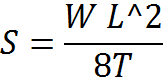 S = W L^2 / 8T